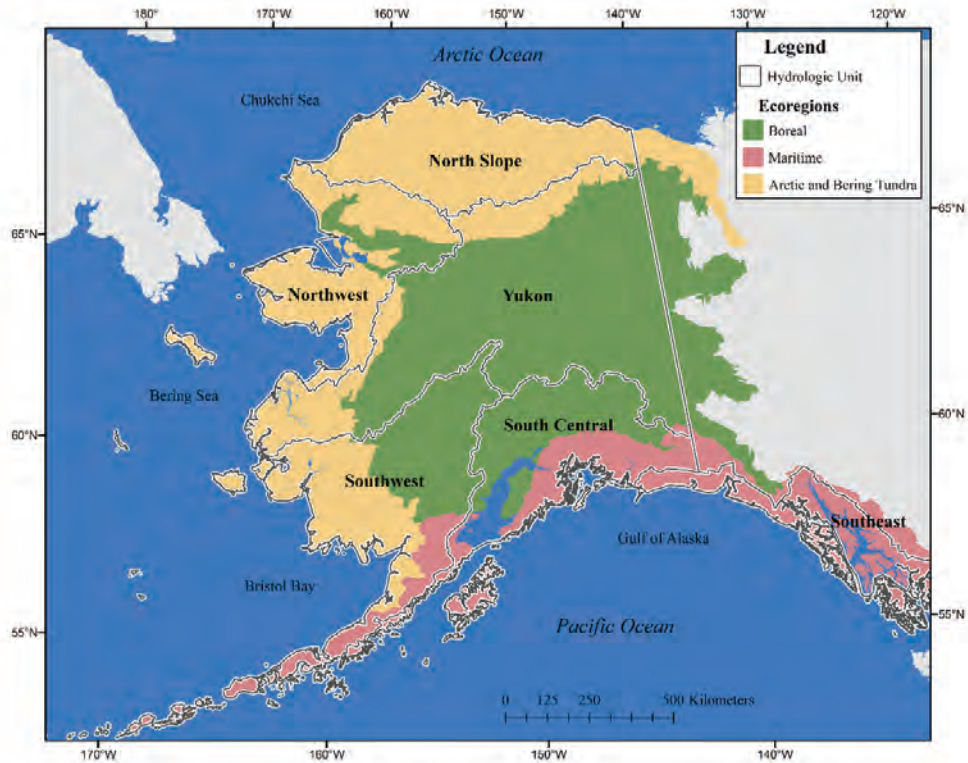 180°
170°W
160°W
150°W
140°W
130°W
120°W
Arctic Ocean
Chukchi Sea
Legend
Hydrologic Unit
Ecoregions
Boreal
Maritime
Arctic and Bering Tundra
North Slope
65°N
65°N
Northwest
Yukon
Bering Sea
60°N
60°N
South Central
Southwest
Southeast
Gulf of Alaska
Bristol Bay
Pacific Ocean
55°N
55°N
0 125 250 500 Kilometers
170°W
160°W
150°W
140°W